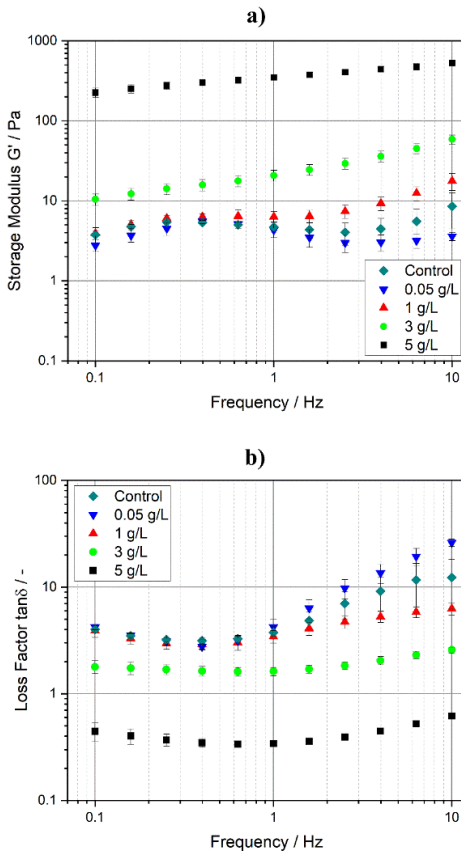 a)
Storage Modulus G' / Pa
1000
100
10
1
0.1
Control
0.05 g/L
1 g/L
3 g/L
5 g/L
0.1
1
10
Frequency / Hz
b)
Loss Factor tanδ / -
100
10
1
0.1
Control
0.05 g/L
1 g/L
3 g/L
5 g/L
0.1
1
10
Frequency / Hz